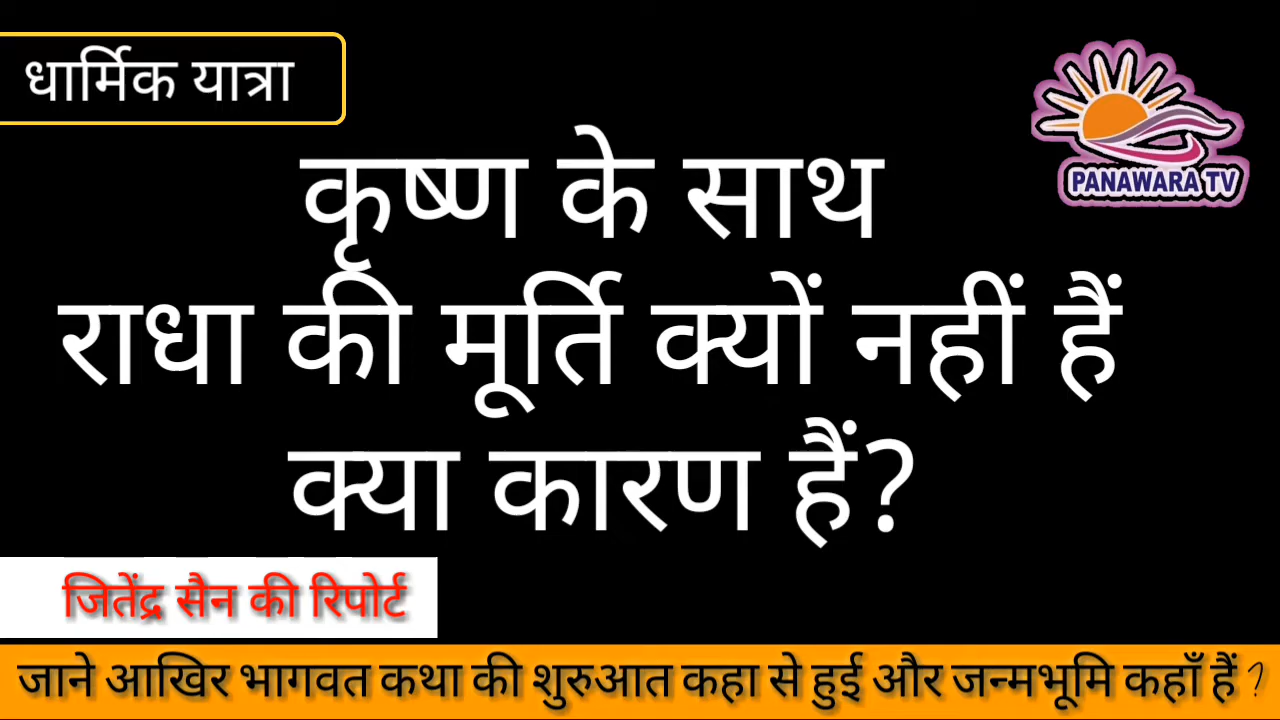 धार्मिक यात्रा
PANAWARA TV
कृष्ण के साथ
राधा की मूर्ति क्यों नहीं हैं
क्या कारण हैं?
जितेंद्र सैन की रिपोर्ट
जाने आखिर भागवत कथा की शुरुआत कहा से हुई और जन्मभूमि कहाँ हैं ?